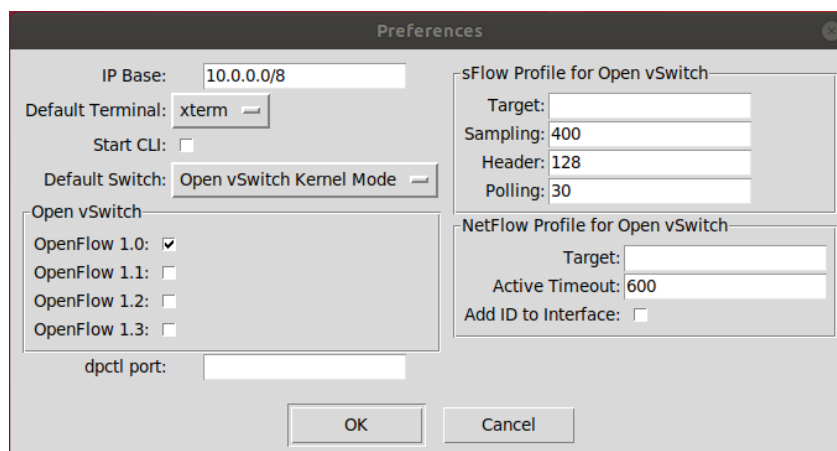 Preferences
IP Base: 10.0.0.0/8
Default Terminal: xterm
Start CLI:
Default Switch: Open vSwitch Kernel Mode
Open vSwitch
OpenFlow 1.0:
OpenFlow 1.1:
OpenFlow 1.2:
OpenFlow 1.3:
dpctl port:
sFlow Profile for Open vSwitch
Target:
Sampling: 400
Header: 128
Polling: 30
NetFlow Profile for Open vSwitch
Target:
Active Timeout: 600
Add ID to Interface:
OK
Cancel